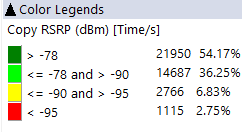 Color Legends
Copy RSRP (dBm) [Time/s]
> -78 21950 54.17%
<= -78 and > -90 14687 36.25%
<= -90 and > -95 2766 6.83%
< -95 1115 2.75%